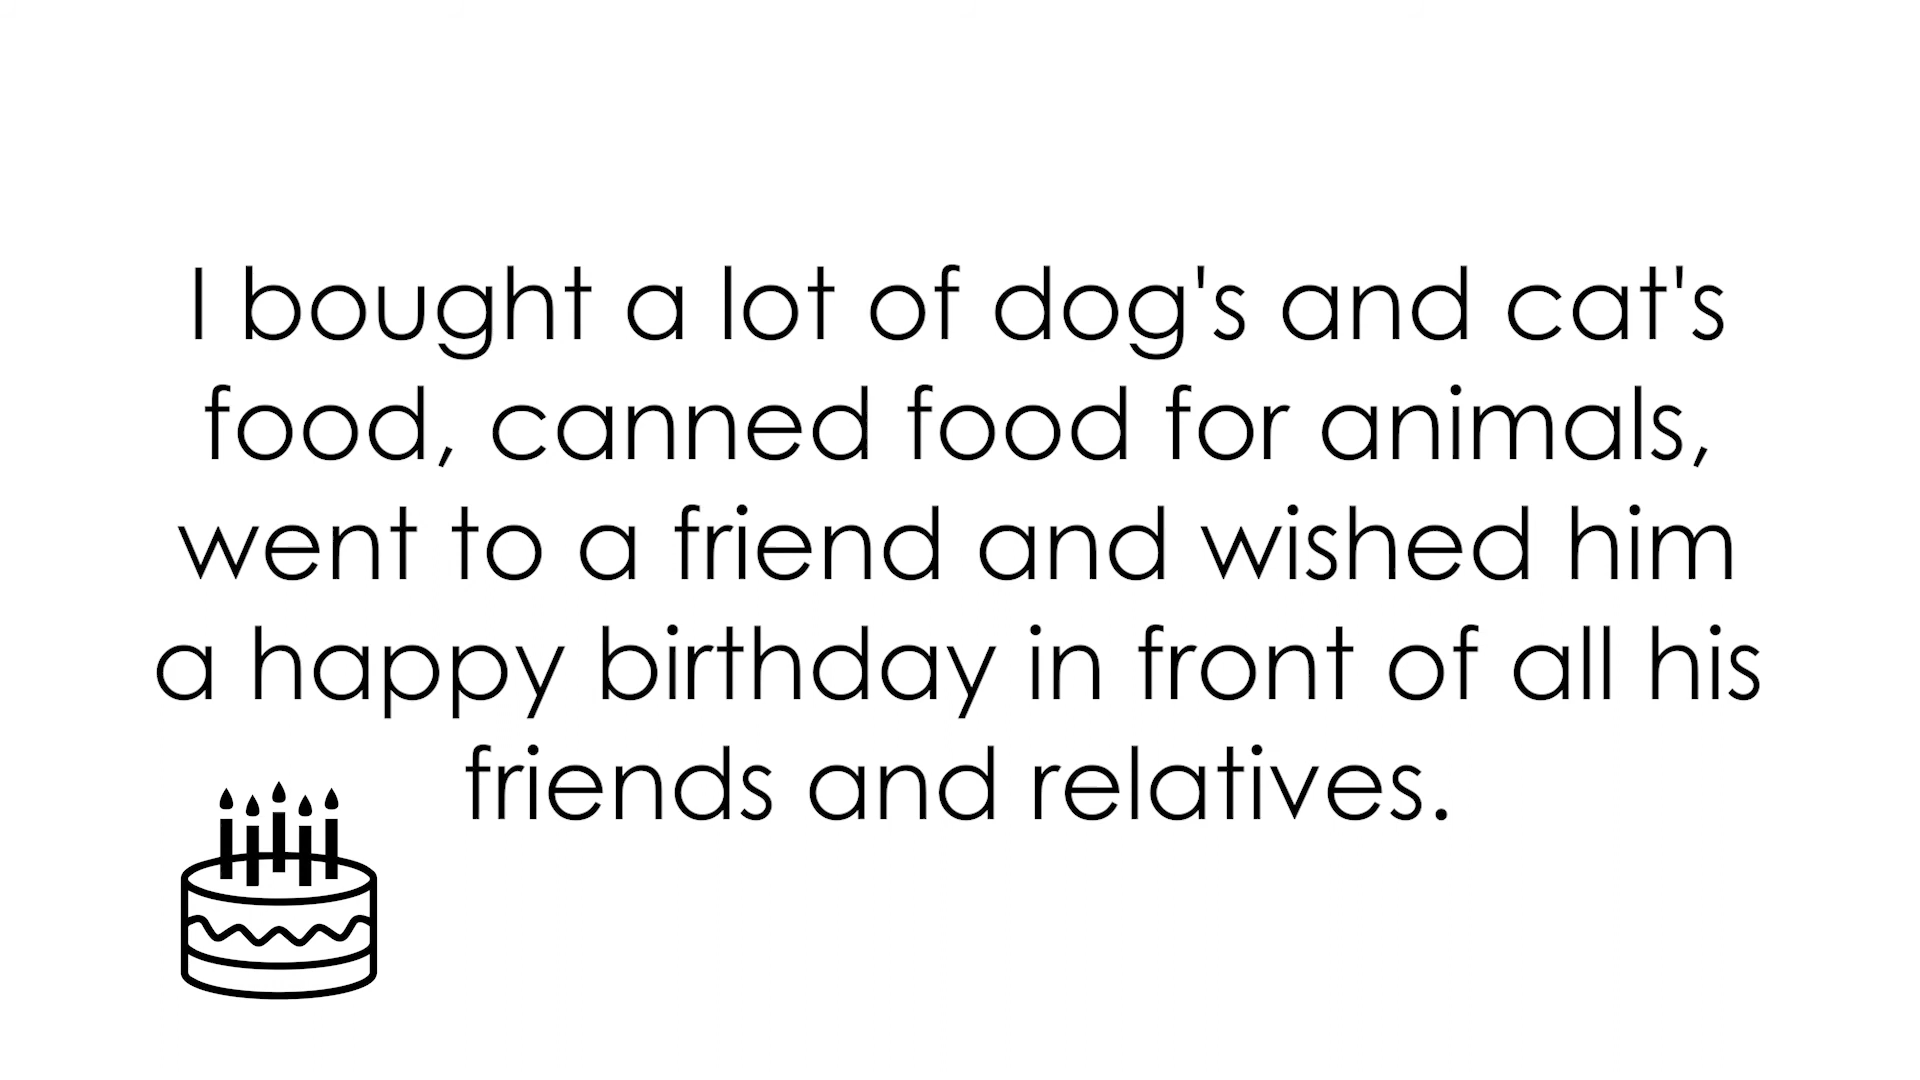 I bought a lot of dog's and cat's
food, canned food for animals,
went to a friend and wished him
a happy birthday in front of all his
friends and relatives.